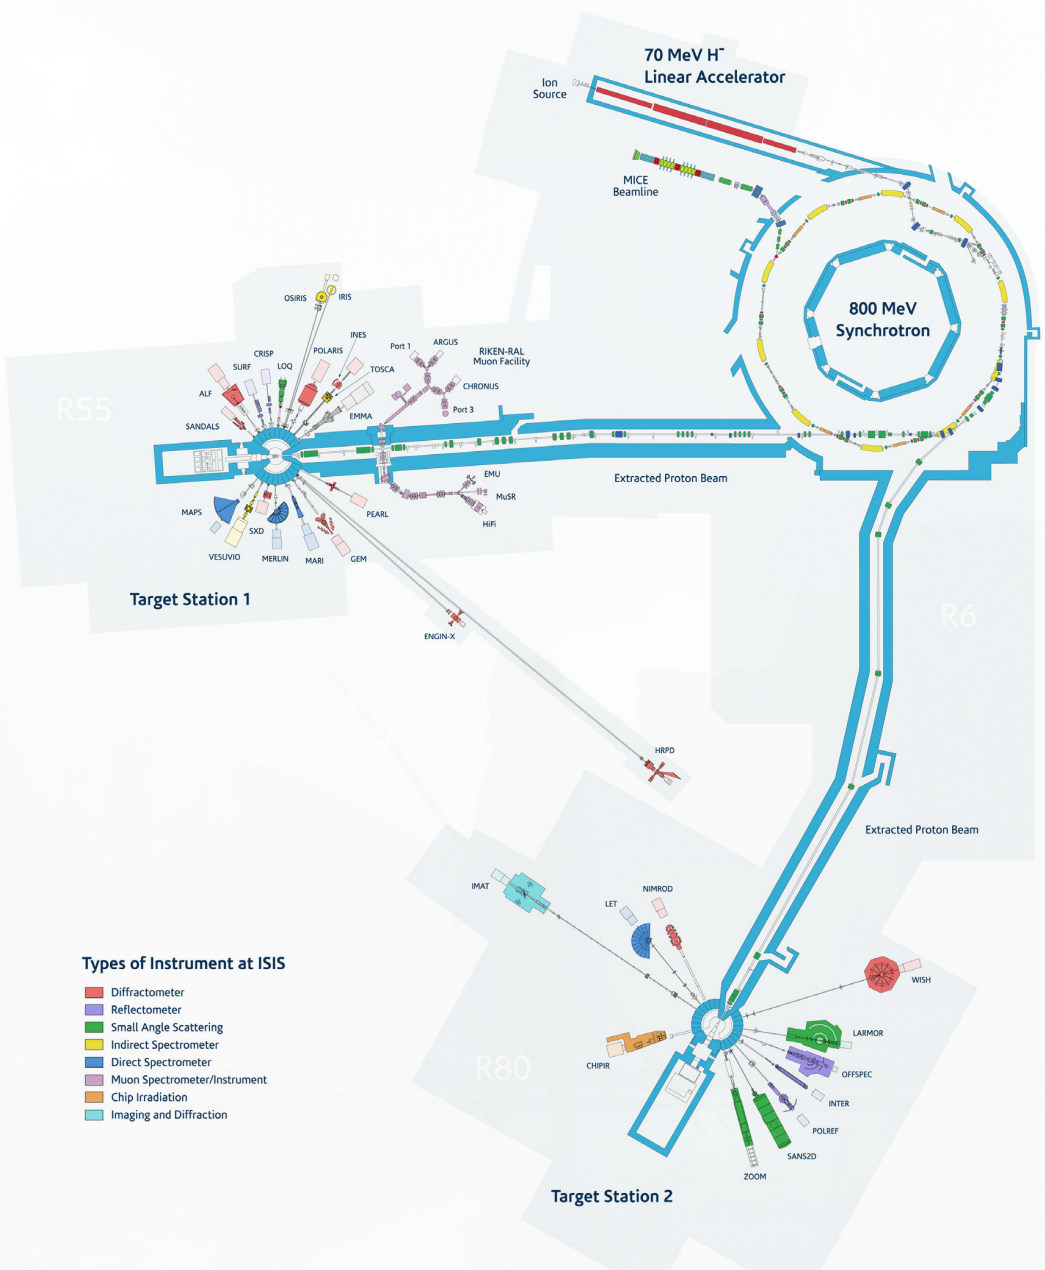 70 MeV H⁻
Linear Accelerator
Ion
Source
MICE
Beamline
800 MeV
Synchrotron
OSIRIS
IRIS
INES
CRISP
POLARIS
Port 1
ARGUS
RIKEN-RAL
Muon Facility
SURF
LOQ
TOSCA
ALF
CHRONUS
R55
EMMA
Port 3
SANDALS
EMU
MuSR
HiFi
Extracted Proton Beam
MAPS
PEARL
SXD
VESUVIO
MERLIN
MARI
GEM
Target Station 1
R6
ENGIN-X
HRPD
Extracted Proton Beam
IMAT
NIMROD
LET
Types of Instrument at ISIS
Diffractometer
Reflectometer
Small Angle Scattering
Indirect Spectrometer
Direct Spectrometer
Muon Spectrometer/Instrument
Chip Irradiation
Imaging and Diffraction
WISH
LARMOR
R80
CHIPIR
OFFSPEC
INTER
POLREF
SANS2D
ZOOM
Target Station 2